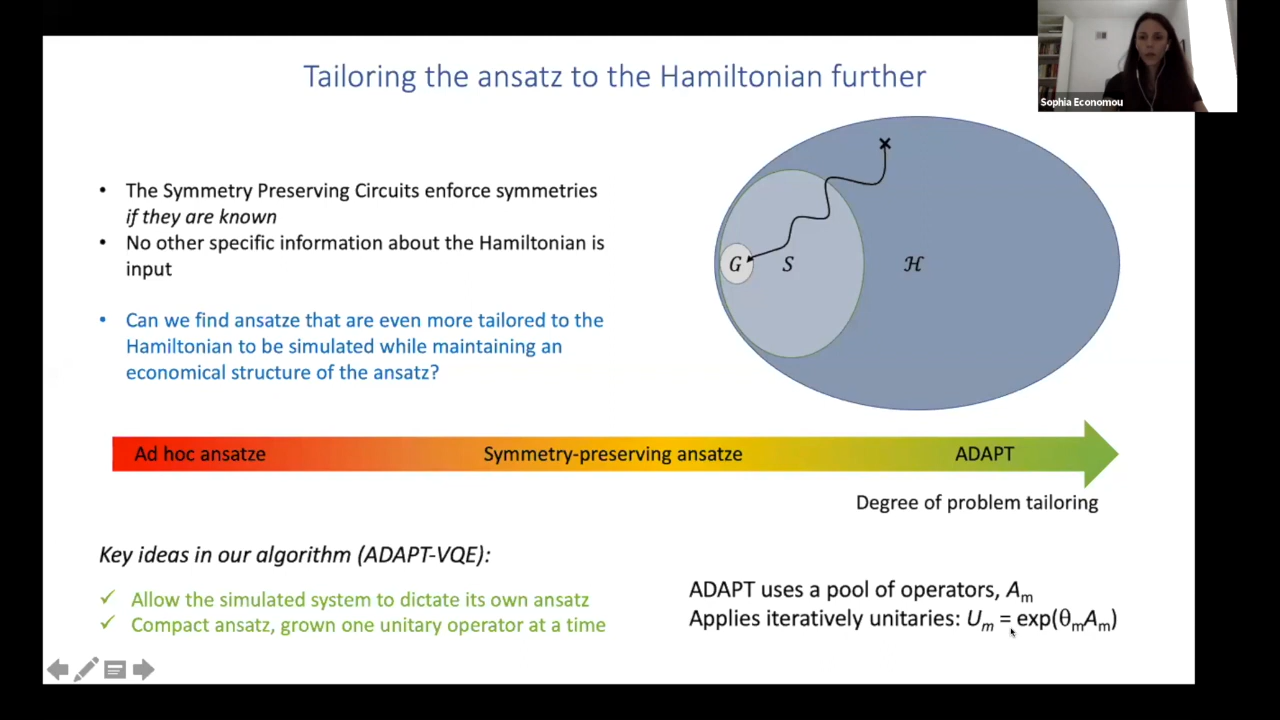 Tailoring the ansatz to the Hamiltonian further
Sophia Economou
• The Symmetry Preserving Circuits enforce symmetries
if they are known
• No other specific information about the Hamiltonian is
input
• Can we find ansatze that are even more tailored to the
Hamiltonian to be simulated while maintaining an
economical structure of the ansatz?
G S ℋ
Ad hoc ansatze Symmetry-preserving ansatze ADAPT
Degree of problem tailoring
Key ideas in our algorithm (ADAPT-VQE):
✓ Allow the simulated system to dictate its own ansatz
✓ Compact ansatz, grown one unitary operator at a time
ADAPT uses a pool of operators, Aₘ
Applies iteratively unitaries: Uₘ = exp(θₘAₘ)